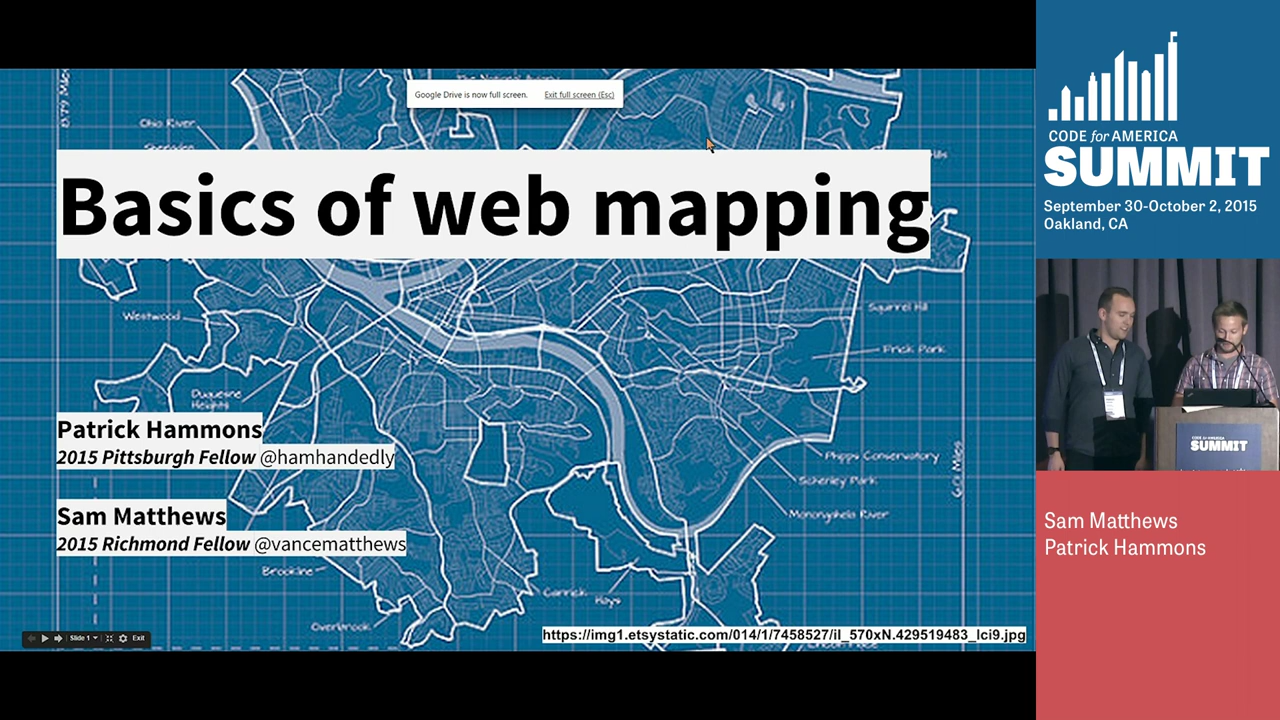 Google Drive is now full screen. Exit full screen (Esc)
Basics of web mapping
Ohio River
Westwood
Duquesne
Heights
Squirrel Hill
Frick Park
Phipps Conservatory
Schenley Park
Monongahela River
Brookline
Carrick
Hays
Overbrook
Lincoln Place
Patrick Hammons
2015 Pittsburgh Fellow @hamhandedly
Sam Matthews
2015 Richmond Fellow @vancematthews
https://img1.etsystatic.com/014/1/7458527/il_570xN.429519483_lci9.jpg
Slide 1
Exit
CODE for AMERICA
SUMMIT
September 30-October 2, 2015
Oakland, CA
CODE for AMERICA
SUMMIT
Sam Matthews
Patrick Hammons